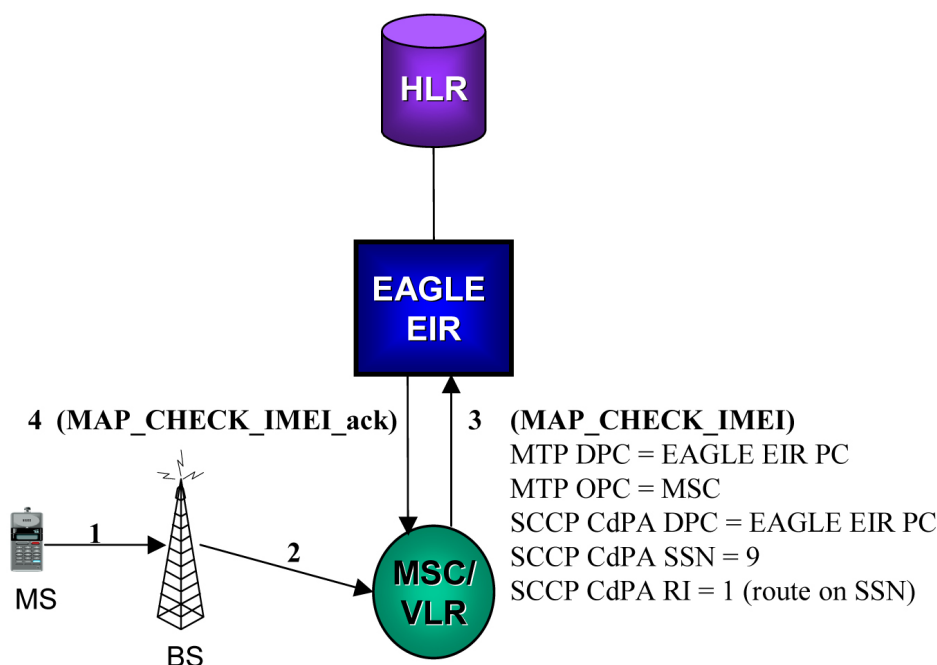 HLR
EAGLE
EIR
4 (MAP_CHECK_IMEI_ack)
3 (MAP_CHECK_IMEI)
MTP DPC = EAGLE EIR PC
MTP OPC = MSC
SCCP CdPA DPC = EAGLE EIR PC
SCCP CdPA SSN = 9
SCCP CdPA RI = 1 (route on SSN)
1
2
MSC/
VLR
MS
BS